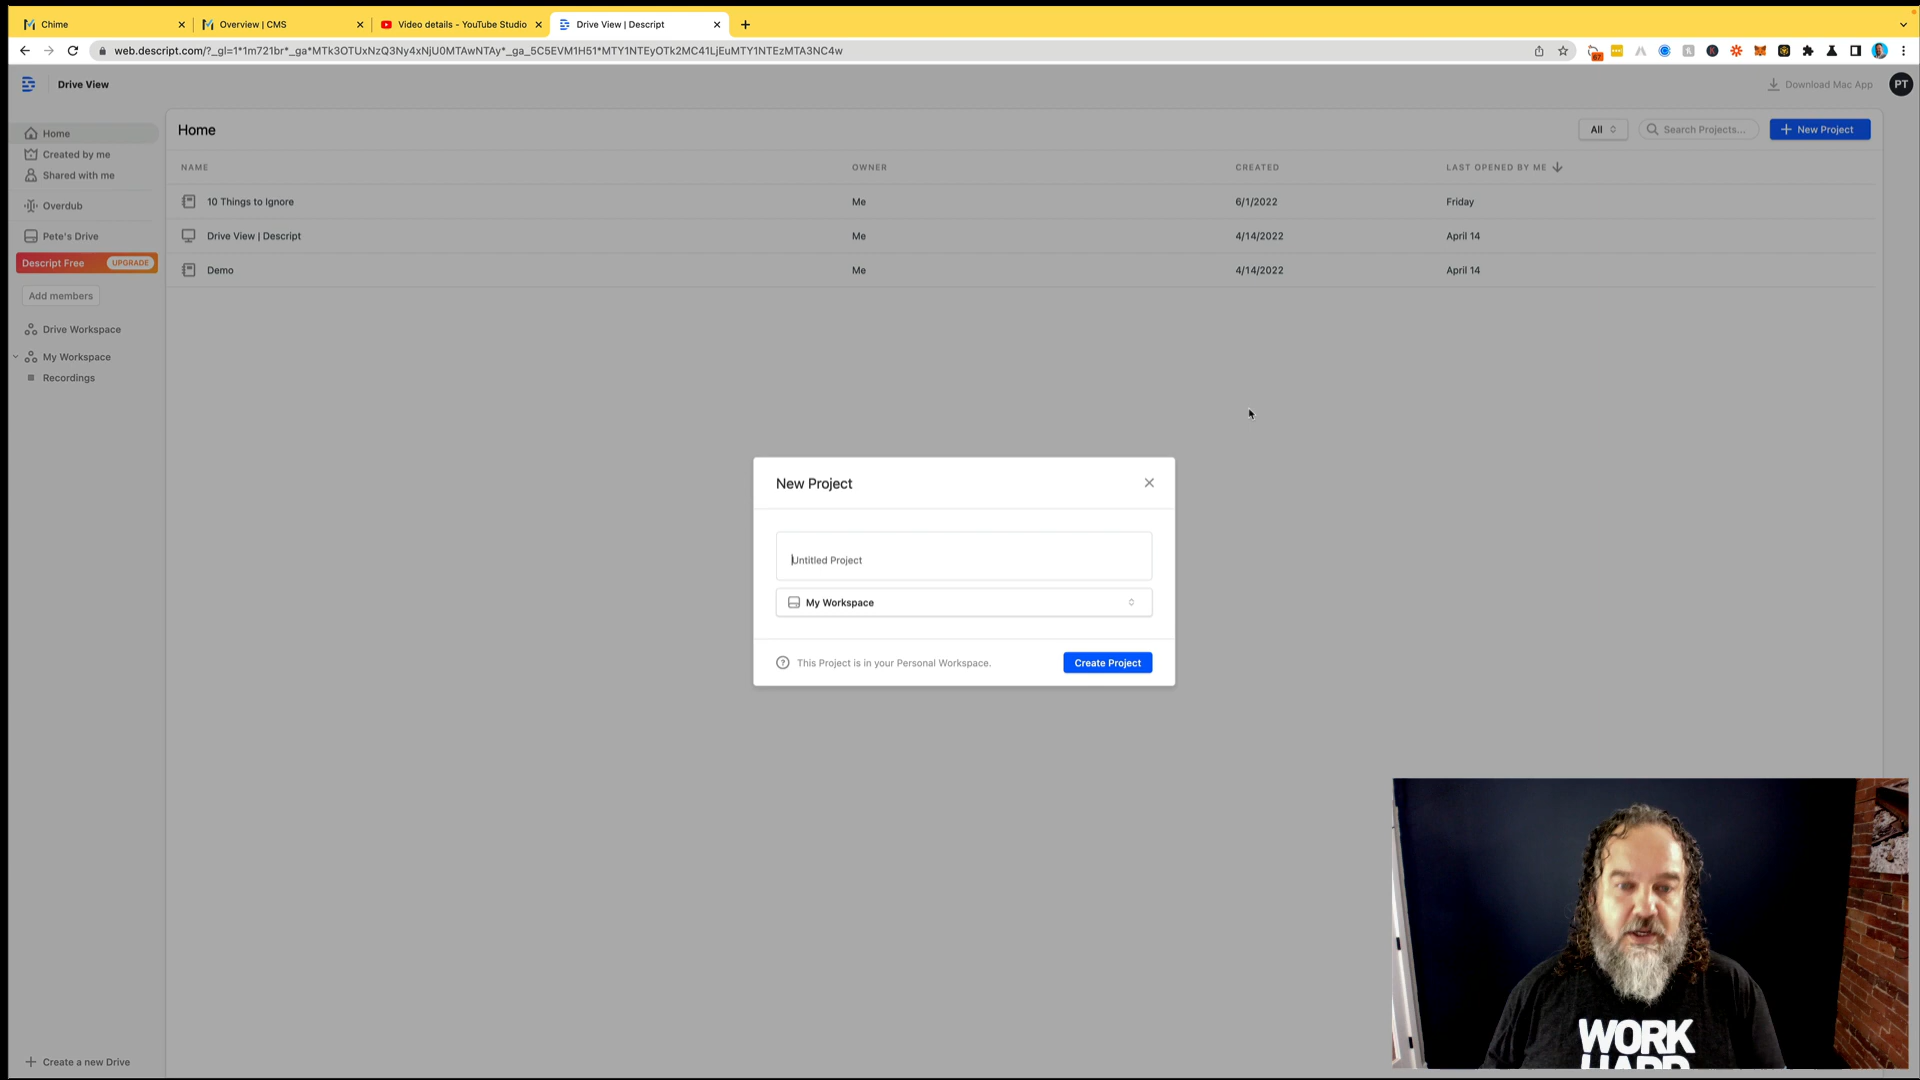 Chime
Overview | CMS
Video details - YouTube Studio
Drive View | Descript
web.descript.com/?_gl=1*1m721br*_ga*MTk3OTUxNzQ3Ny4xNjU0MTAwNTAy*_ga_5C5EVM1H51*MTY1NTEyOTk2MC41LjEuMTY1NTEzMTA3NC4w
Drive View
Download Mac App
PT
Home
Created by me
Shared with me
Overdub
Pete's Drive
Descript Free
UPGRADE
Add members
Drive Workspace
My Workspace
Recordings
Create a new Drive
Home
All
Search Projects...
New Project
NAME
OWNER
CREATED
LAST OPENED BY ME
10 Things to Ignore
Me
6/1/2022
Friday
Drive View | Descript
Me
4/14/2022
April 14
Demo
Me
4/14/2022
April 14
New Project
Untitled Project
My Workspace
This Project is in your Personal Workspace.
Create Project
WORK
HARD